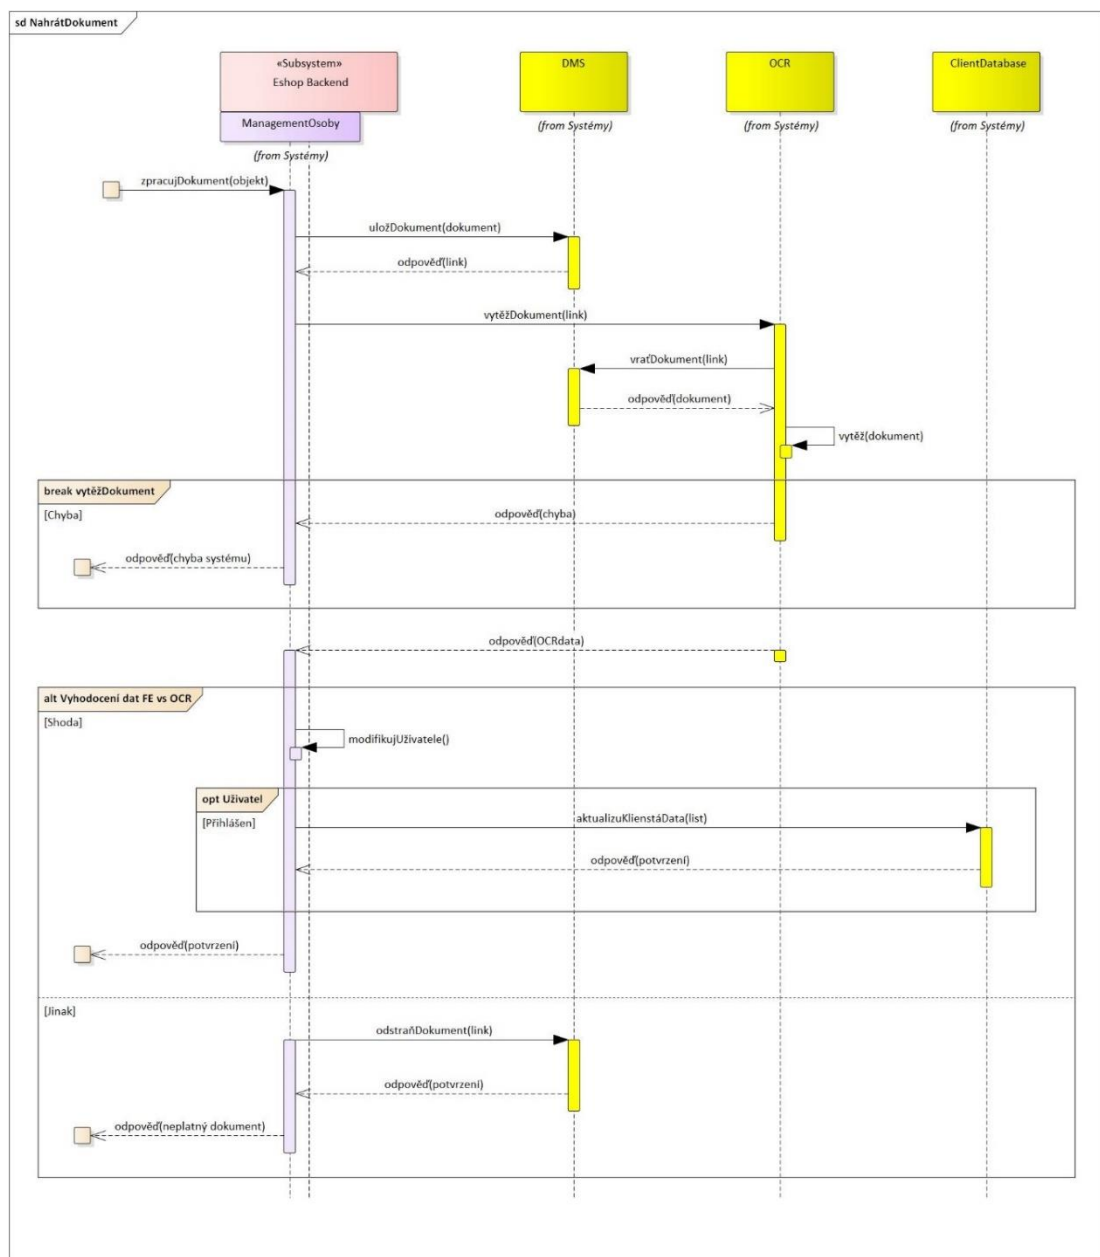 sd NahrátDokument
«Subsystem»
Eshop Backend
DMS
OCR
ClientDatabase
ManagementOsoby
(from Systémy)
(from Systémy)
(from Systémy)
(from Systémy)
zpracujDokument(objekt)
uložDokument(dokument)
odpověď(link)
vytěžDokument(link)
vraťDokument(link)
odpověď(dokument)
vytěž(dokument)
break vytěžDokument
[Chyba]
odpověď(chyba)
odpověď(chyba systému)
odpověď(OCRdata)
alt Vyhodocení dat FE vs OCR
[Shoda]
modifikujUživatele()
opt Uživatel
[Přihlášen]
aktualizuKlienstáData(list)
odpověď(potvrzení)
odpověď(potvrzení)
[Jinak]
odstraňDokument(link)
odpověď(potvrzení)
odpověď(neplatný dokument)